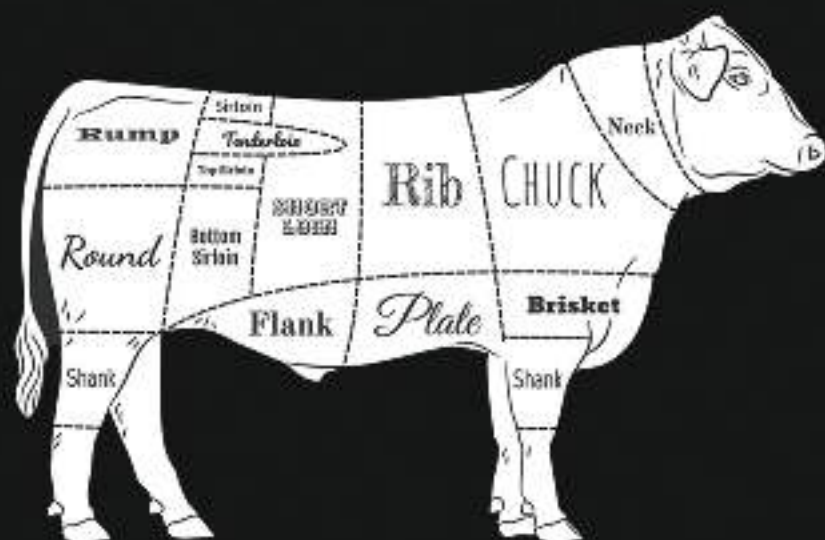 Sirloin
Rump
Tenderloin
Neck
Top Sirloin
Rib
CHUCK
SHORT
LOIN
Round
Bottom
Sirloin
Flank
Plate
Brisket
Shank
Shank